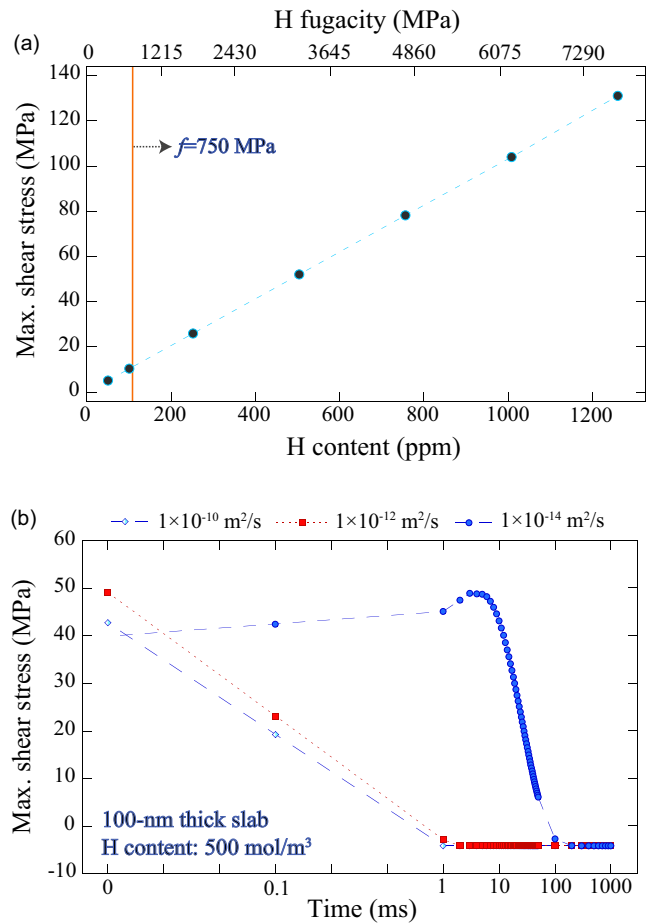 H fugacity (MPa)
(a)
0 1215 2430 3645 4860 6075 7290
140
120
100
80
60
40
20
0
Max. shear stress (MPa)
f=750 MPa
0 200 400 600 800 1000 1200
H content (ppm)
(b)
1×10⁻¹⁰ m²/s 1×10⁻¹² m²/s 1×10⁻¹⁴ m²/s
60
50
40
30
20
10
0
-10
Max. shear stress (MPa)
100-nm thick slab
H content: 500 mol/m³
0 0.1 1 10 100 1000
Time (ms)